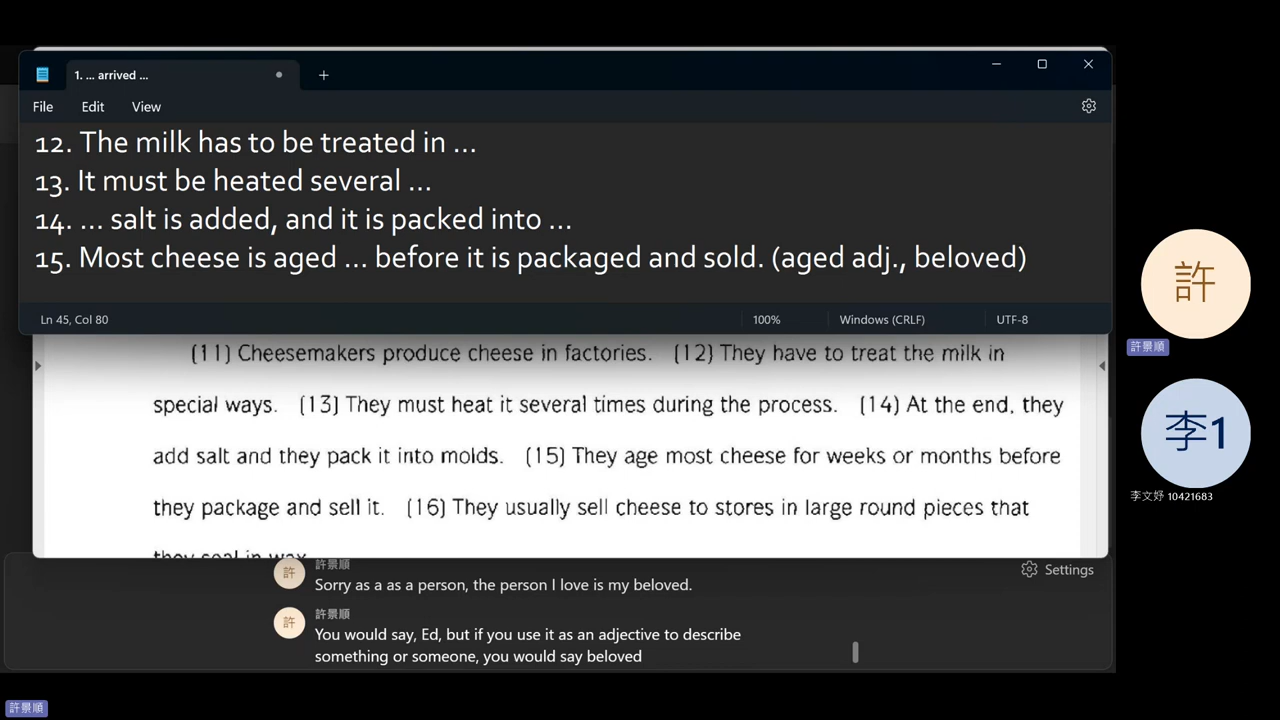 1. ... arrived ...
File Edit View
12. The milk has to be treated in ...
13. It must be heated several ...
14. ... salt is added, and it is packed into ...
15. Most cheese is aged ... before it is packaged and sold. (aged adj., beloved)
Ln 45, Col 80 100% Windows (CRLF) UTF-8
(11) Cheesemakers produce cheese in factories. (12) They have to treat the milk in
special ways. (13) They must heat it several times during the process. (14) At the end, they
add salt and they pack it into molds. (15) They age most cheese for weeks or months before
they package and sell it. (16) They usually sell cheese to stores in large round pieces that
they seal in wax
許景順
許 Sorry as a as a person, the person I love is my beloved.
Settings
許景順
許 You would say, Ed, but if you use it as an adjective to describe
something or someone, you would say beloved
許
許景順
李1
李文妤 10421683
許景順